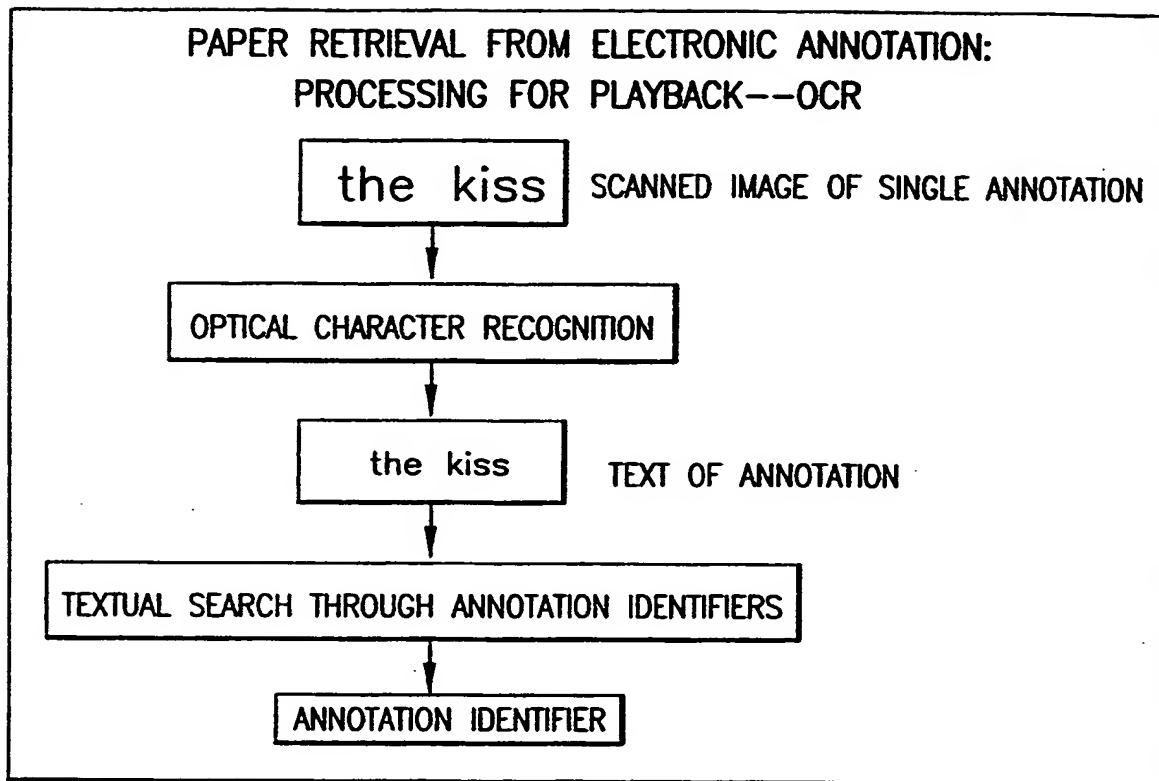 PAPER RETRIEVAL FROM ELECTRONIC ANNOTATION:
PROCESSING FOR PLAYBACK--OCR
the kiss
SCANNED IMAGE OF SINGLE ANNOTATION
OPTICAL CHARACTER RECOGNITION
the kiss
TEXT OF ANNOTATION
TEXTUAL SEARCH THROUGH ANNOTATION IDENTIFIERS
ANNOTATION IDENTIFIER